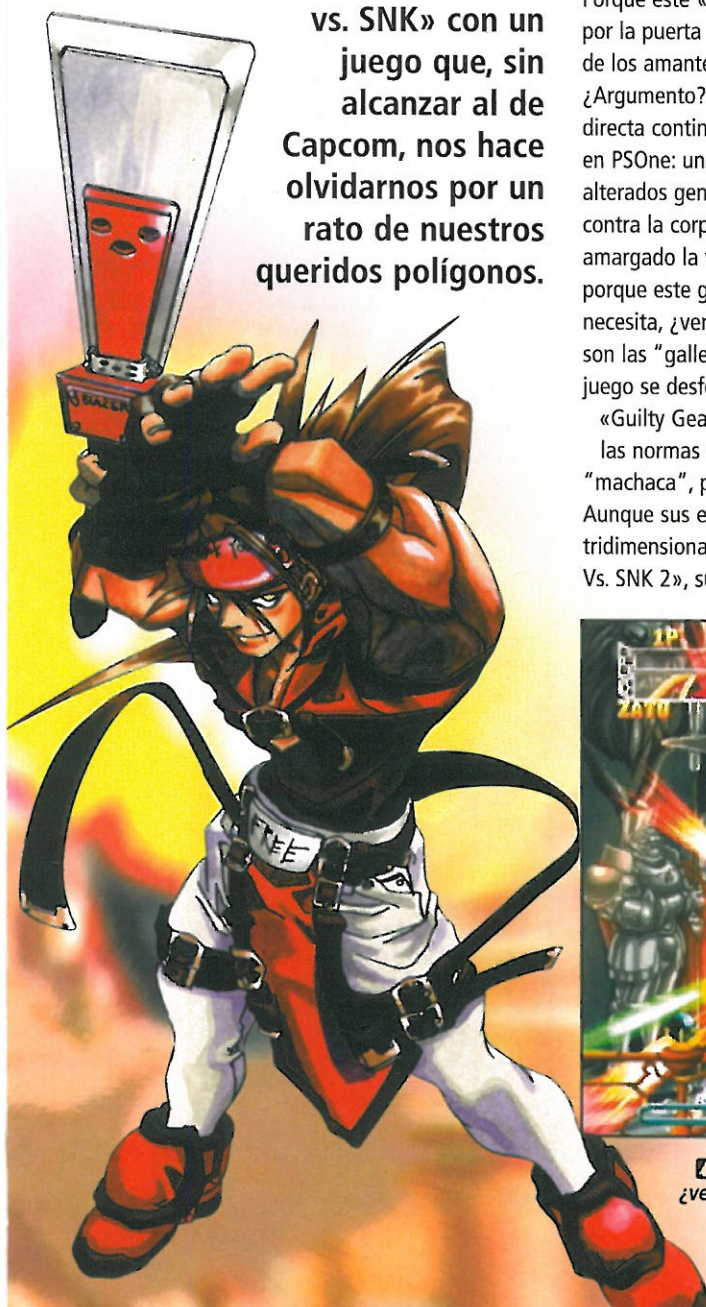 vs. SNK» con un
juego que, sin
alcanzar al de
Capcom, nos hace
olvidarnos por un
rato de nuestros
queridos polígonos.
por la puerta
de los amante
¿Argumento?
directa contin
en PSOne: un
alterados gen
contra la corp
amargado la
porque este g
necesita, ¿ver
son las "galle
juego se desf
«Guilty Gea
las normas
"machaca", p
Aunque sus e
tridimensiona
Vs. SNK 2», su
1P
ZATO
FREE
¿ve